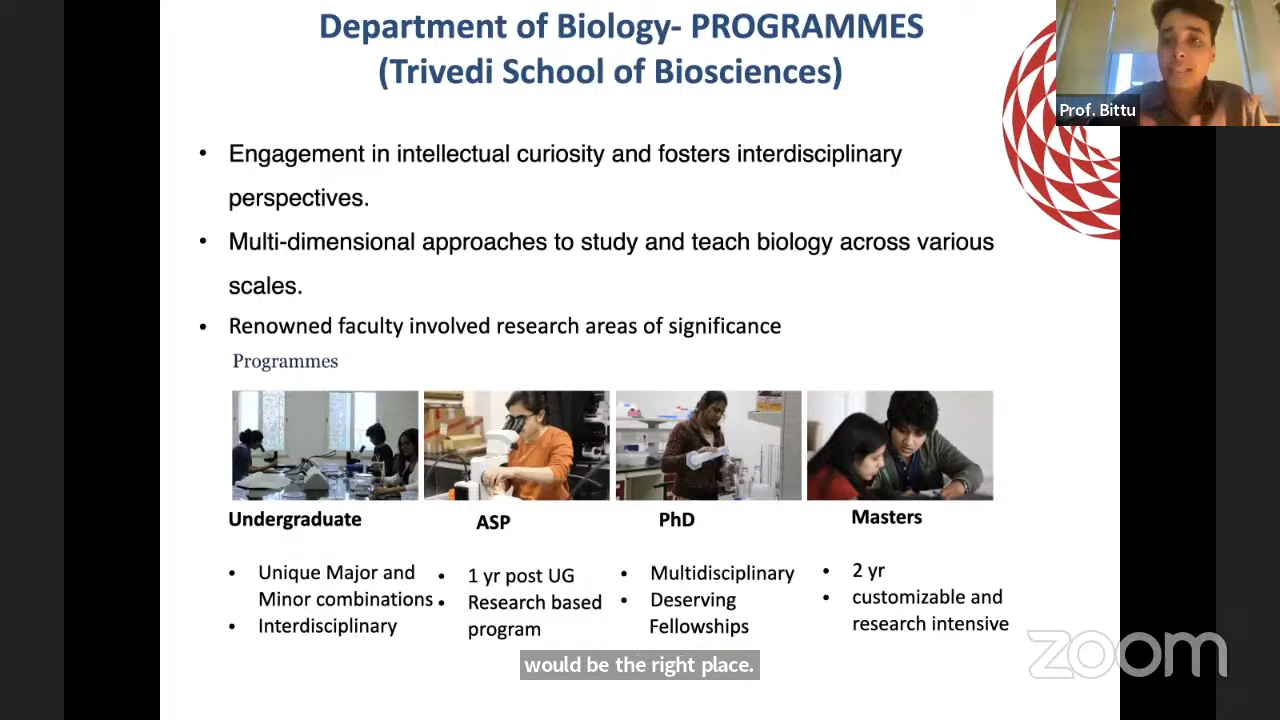 Department of Biology- PROGRAMMES
(Trivedi School of Biosciences)
Prof. Bittu
• Engagement in intellectual curiosity and fosters interdisciplinary
perspectives.
• Multi-dimensional approaches to study and teach biology across various
scales.
• Renowned faculty involved research areas of significance
Programmes
Undergraduate
ASP
PhD
Masters
• Unique Major and
Minor combinations
• Interdisciplinary
• 1 yr post UG
• Research based
program
• Multidisciplinary
• Deserving
Fellowships
• 2 yr
• customizable and
research intensive
would be the right place.
zoom